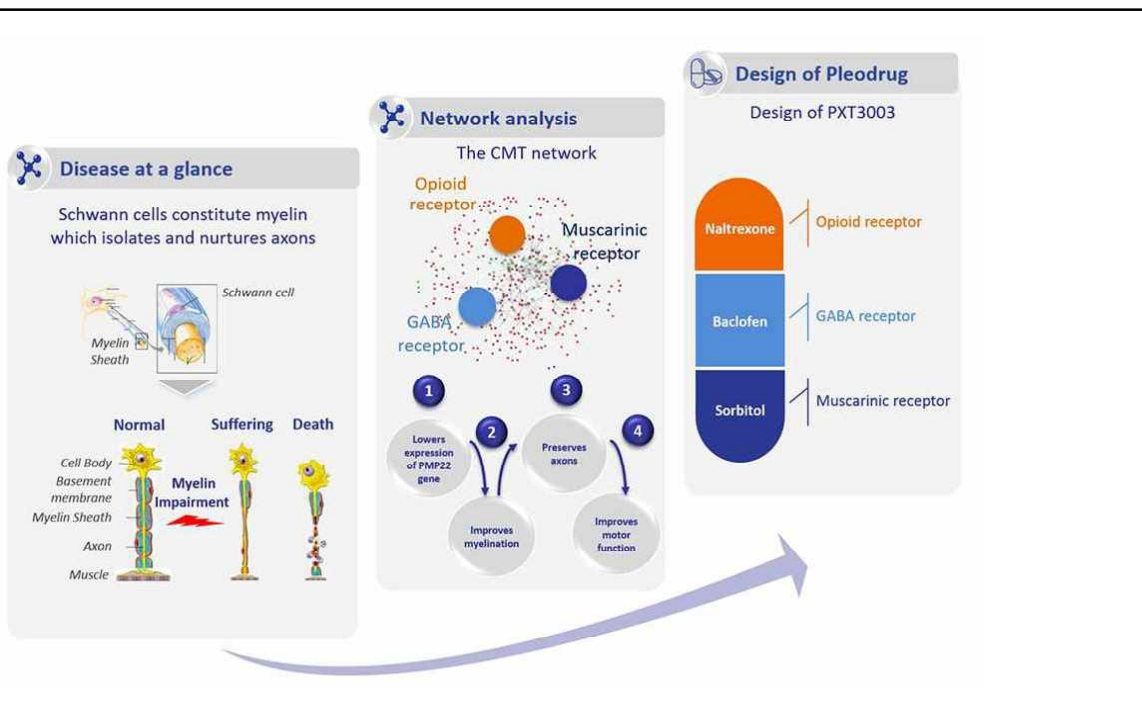 Disease at a glance
Schwann cells constitute myelin
which isolates and nurtures axons
Schwann cell
Myelin
Sheath
Normal
Suffering
Death
Cell Body
Basement
membrane
Myelin Sheath
Axon
Muscle
Myelin
Impairment
Network analysis
The CMT network
Opioid
receptor
Muscarinic
receptor
GABA
receptor
1
Lowers
expression
of PMP22
gene
2
Improves
myelination
3
Preserves
axons
4
Improves
motor
function
Design of Pleodrug
Design of PXT3003
Naltrexone
Opioid receptor
Baclofen
GABA receptor
Sorbitol
Muscarinic receptor